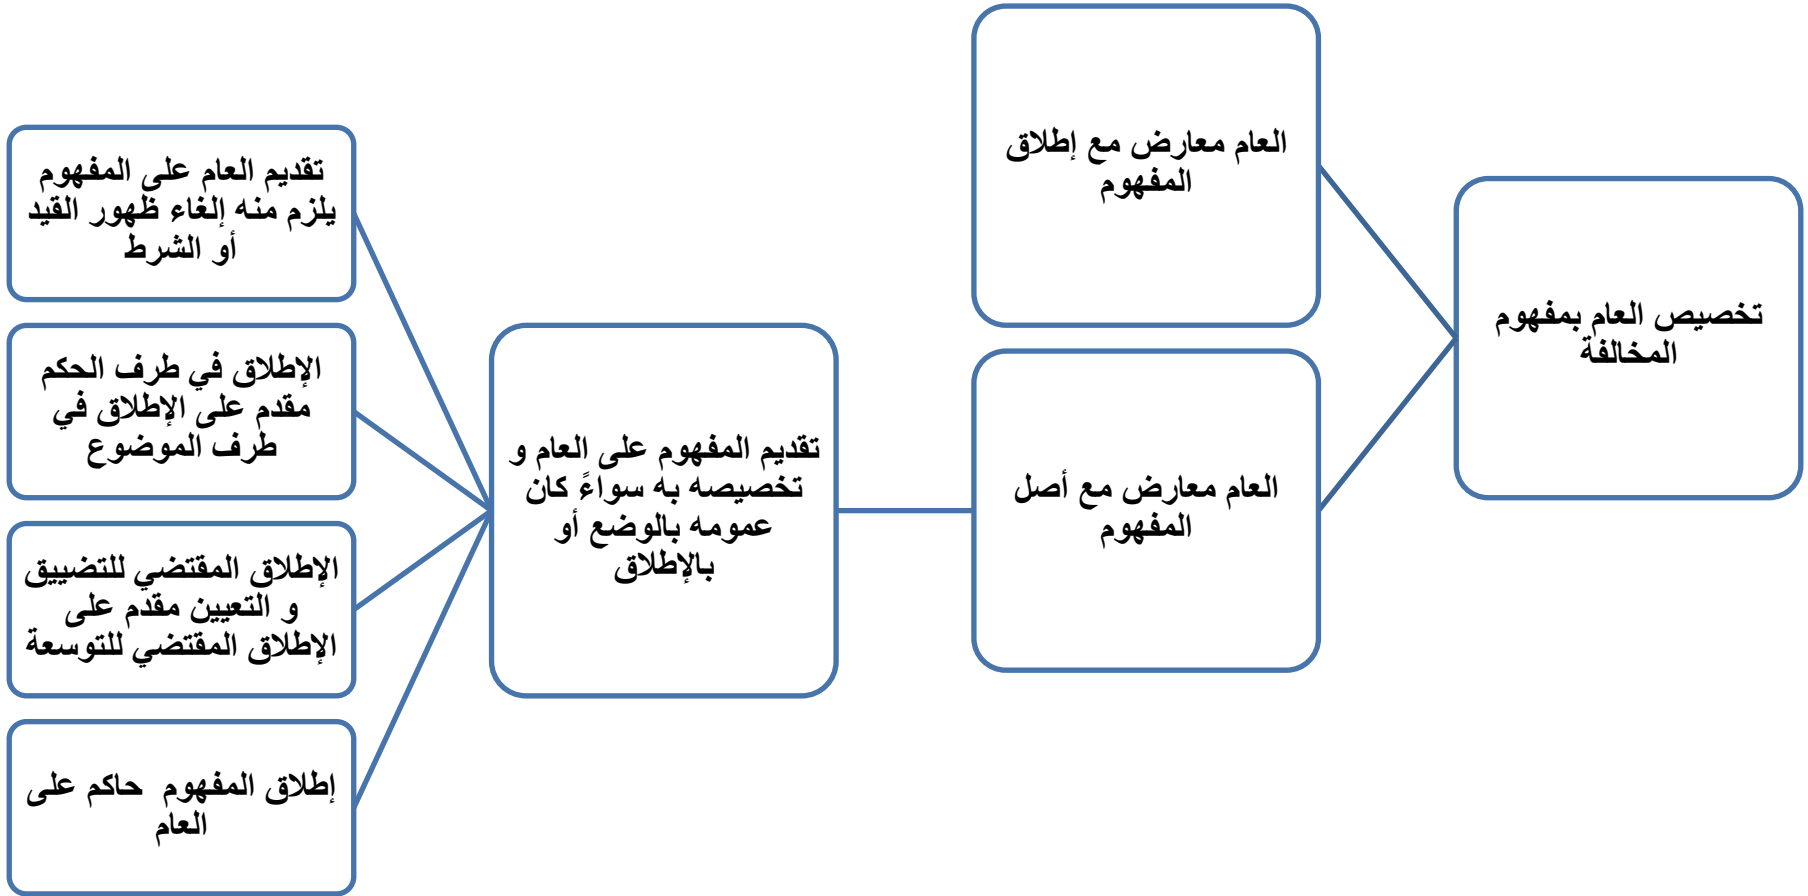 تخصيص العام بمفهوم
المخالفة
العام معارض مع إطلاق
المفهوم
العام معارض مع أصل
المفهوم
تقديم المفهوم على العام و
تخصيصه به سواءً كان
عمومه بالوضع أو
بالإطلاق
تقديم العام على المفهوم
يلزم منه إلغاء ظهور القيد
أو الشرط
الإطلاق في طرف الحكم
مقدم على الإطلاق في
طرف الموضوع
الإطلاق المقتضي للتضييق
و التعيين مقدم على
الإطلاق المقتضي للتوسعة
إطلاق المفهوم حاكم على
العام